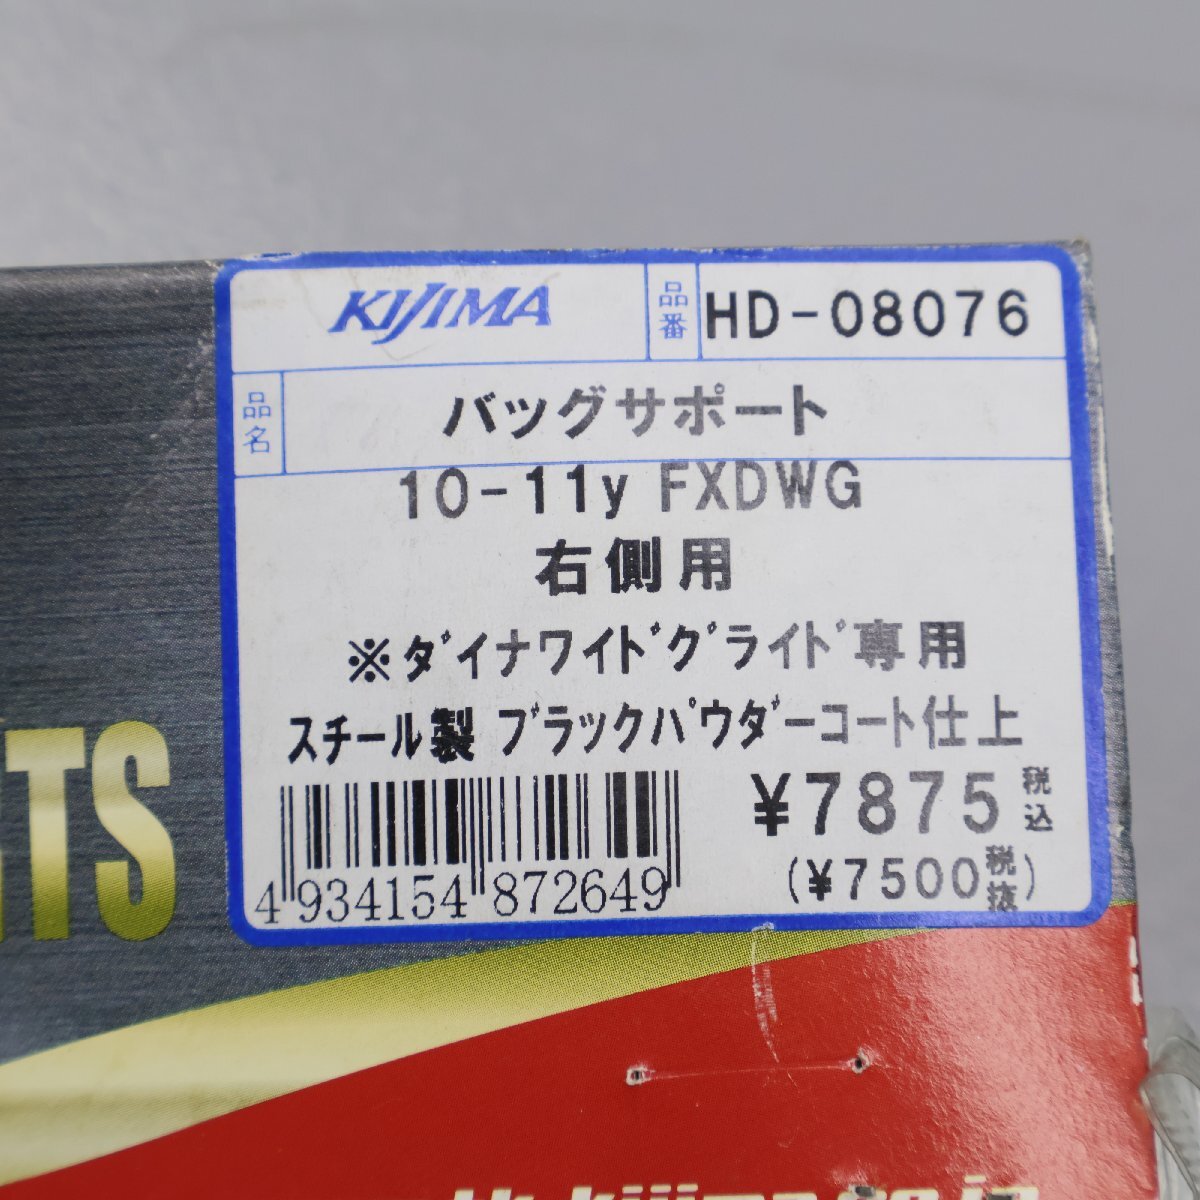 KIJIMA 品番 HD-08076
品名 バッグサポート
10-11y FXDWG
右側用
※ダイナワイドグライド専用
スチール製 ブラックパウダーコート仕上
¥7875 税込
(¥7500 税抜)
4 934154 872649
TS